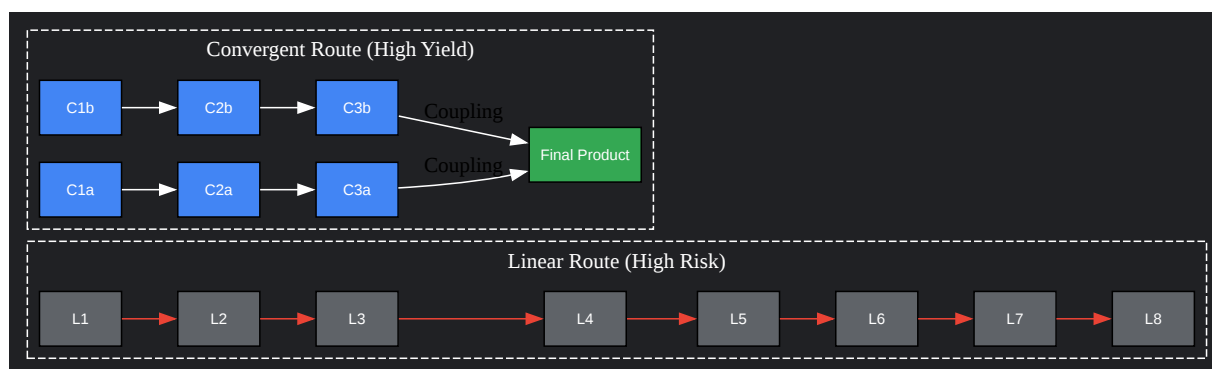 Convergent Route (High Yield)
C1b
C2b
C3b
Coupling
Final Product
C1a
C2a
C3a
Coupling
Linear Route (High Risk)
L1
L2
L3
L4
L5
L6
L7
L8